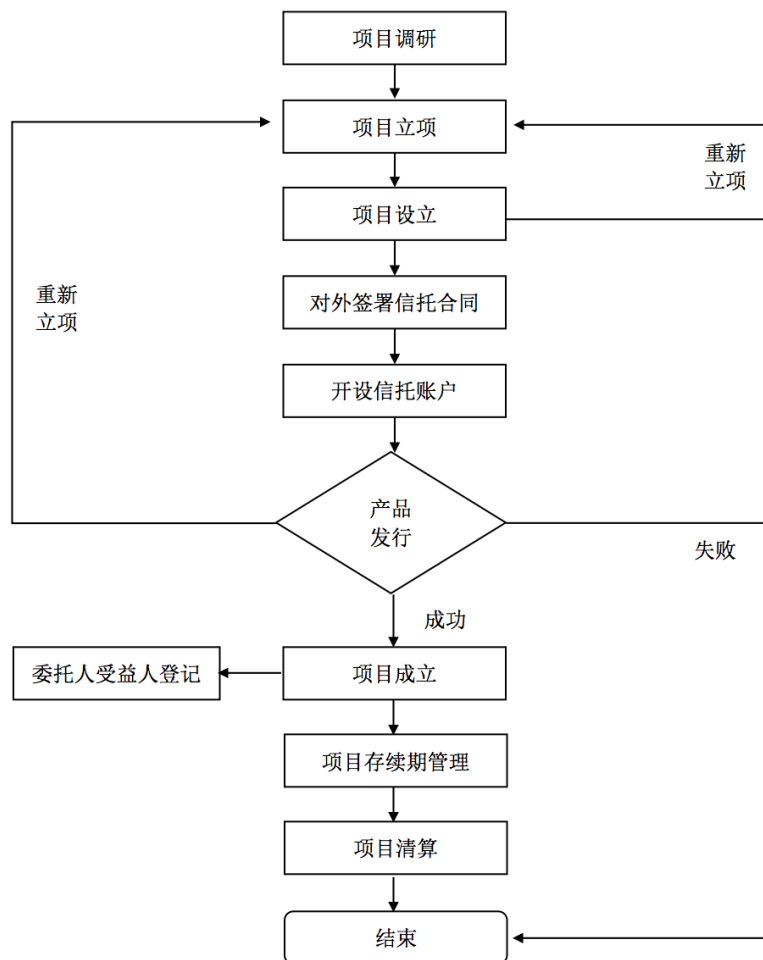 项目调研
项目立项
重新
立项
项目设立
重新
立项
对外签署信托合同
开设信托账户
产品
发行
失败
成功
委托人受益人登记
项目成立
项目存续期管理
项目清算
结束